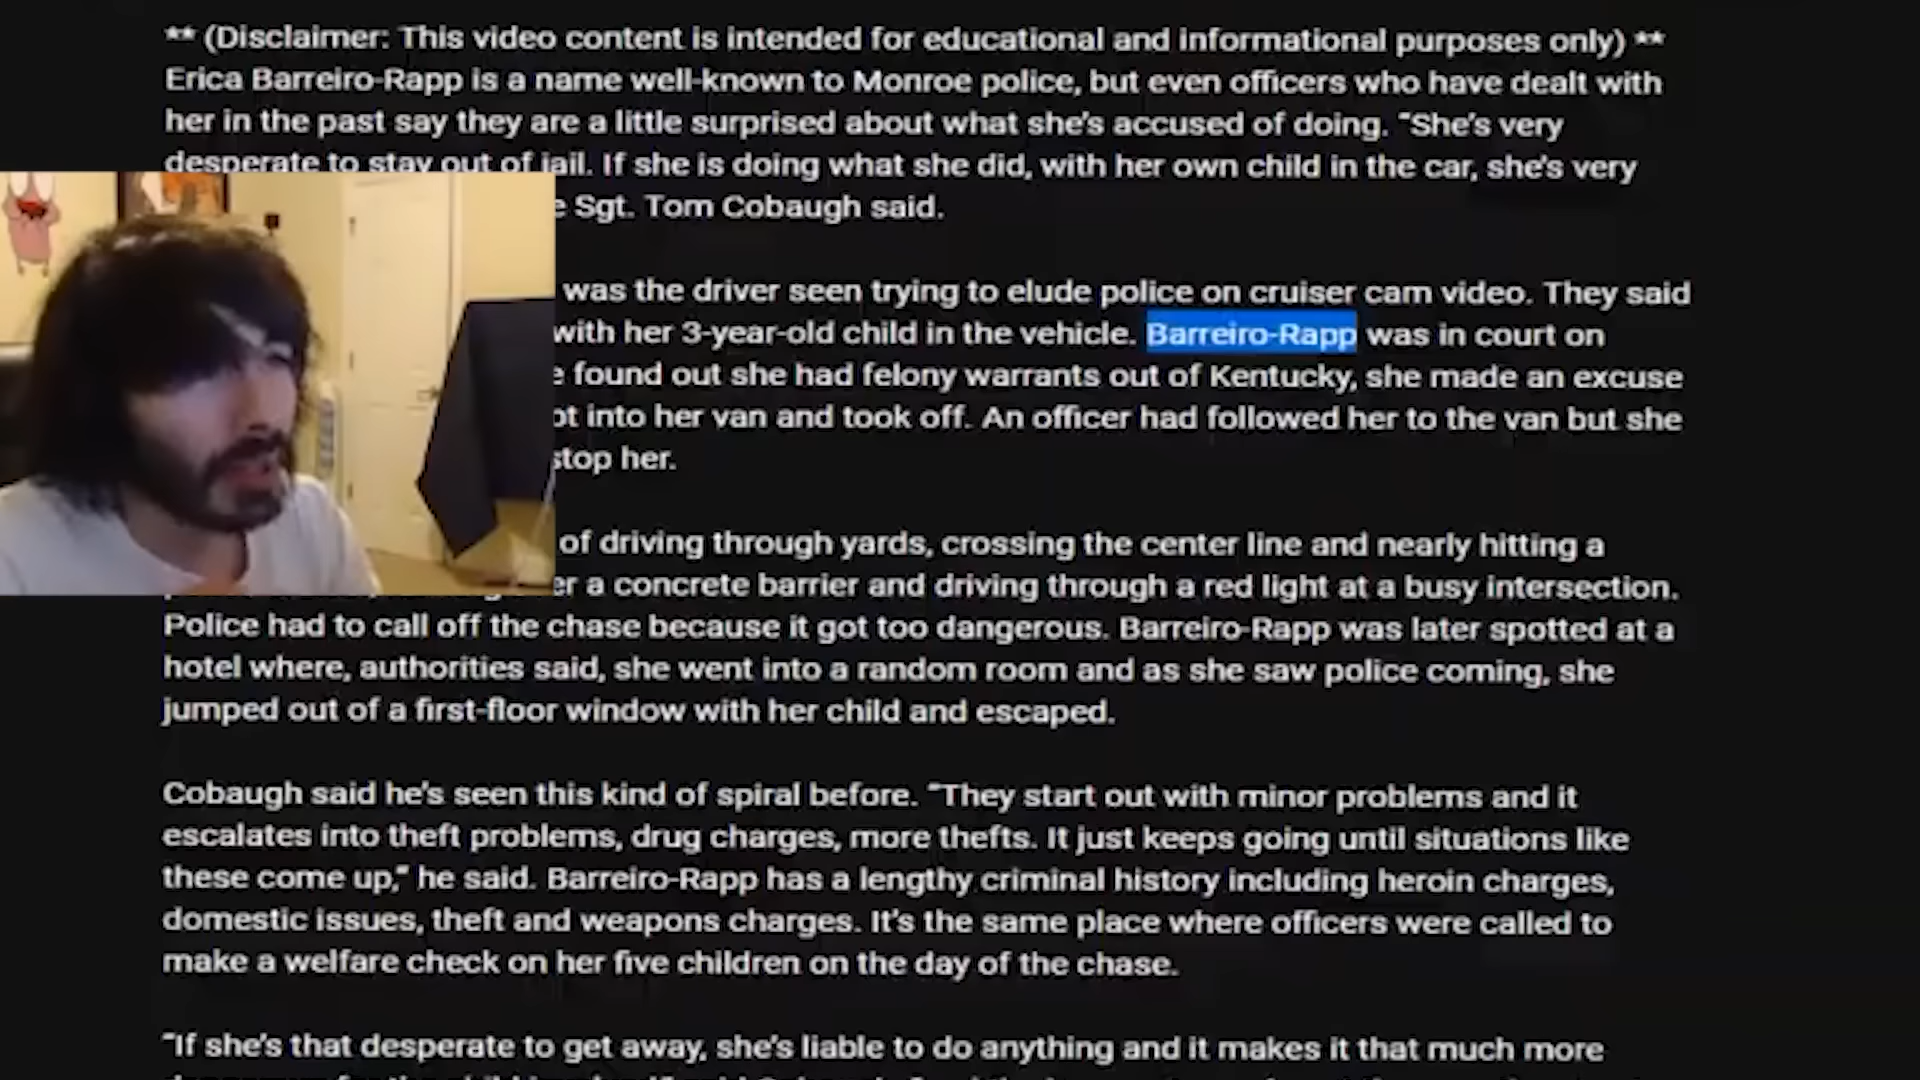 ** (Disclaimer: This video content is intended for educational and informational purposes only) **
Erica Barreiro-Rapp is a name well-known to Monroe police, but even officers who have dealt with
her in the past say they are a little surprised about what she's accused of doing. "She's very
desperate to stay out of jail. If she is doing what she did, with her own child in the car, she's very
Sgt. Tom Cobaugh said.
was the driver seen trying to elude police on cruiser cam video. They said
with her 3-year-old child in the vehicle. Barreiro-Rapp was in court on
found out she had felony warrants out of Kentucky, she made an excuse
into her van and took off. An officer had followed her to the van but she
stop her.
of driving through yards, crossing the center line and nearly hitting a
a concrete barrier and driving through a red light at a busy intersection.
Police had to call off the chase because it got too dangerous. Barreiro-Rapp was later spotted at a
hotel where, authorities said, she went into a random room and as she saw police coming, she
jumped out of a first-floor window with her child and escaped.
Cobaugh said he's seen this kind of spiral before. "They start out with minor problems and it
escalates into theft problems, drug charges, more thefts. It just keeps going until situations like
these come up," he said. Barreiro-Rapp has a lengthy criminal history including heroin charges,
domestic issues, theft and weapons charges. It's the same place where officers were called to
make a welfare check on her five children on the day of the chase.
"If she's that desperate to get away, she's liable to do anything and it makes it that much more